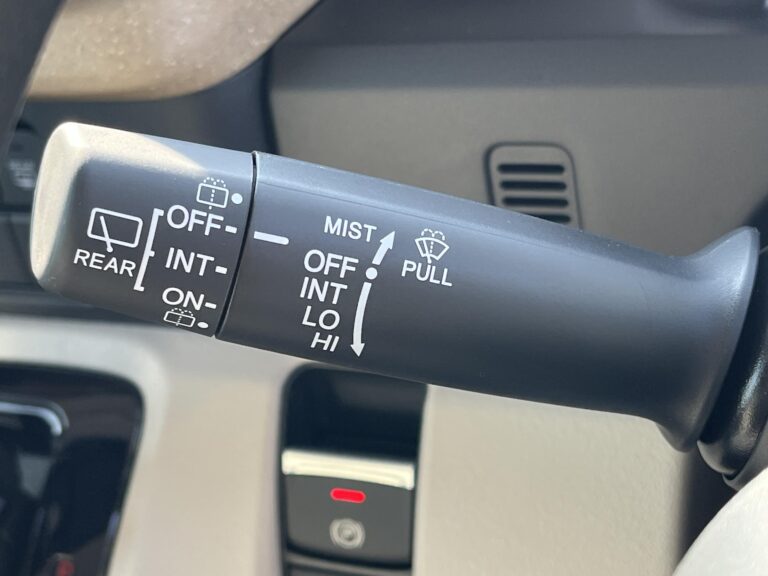 REAR
OFF
INT
ON
MIST
OFF
INT
LO
HI
PULL